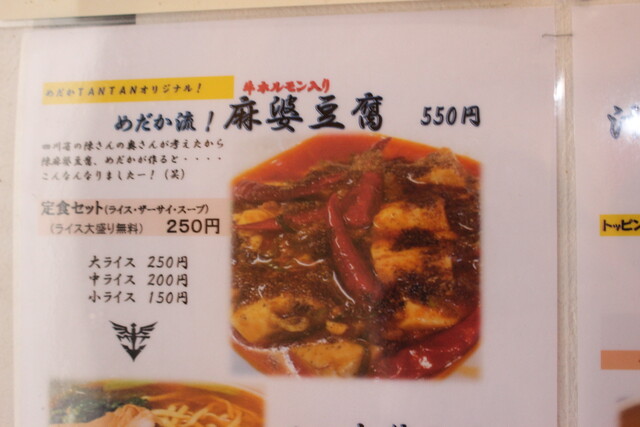 めだかTANTANオリジナル!
牛ホルモン入り
めだか流!麻婆豆腐 550円
四川省の陳さんの奥さんが考えたから
陳麻婆豆腐、めだかが作ると・・・・
こんなんなりましたー!(笑)
定食セット(ライス・ザーサイ・スープ)
(ライス大盛り無料) 250円
大ライス 250円
中ライス 200円
小ライス 150円
トッピン